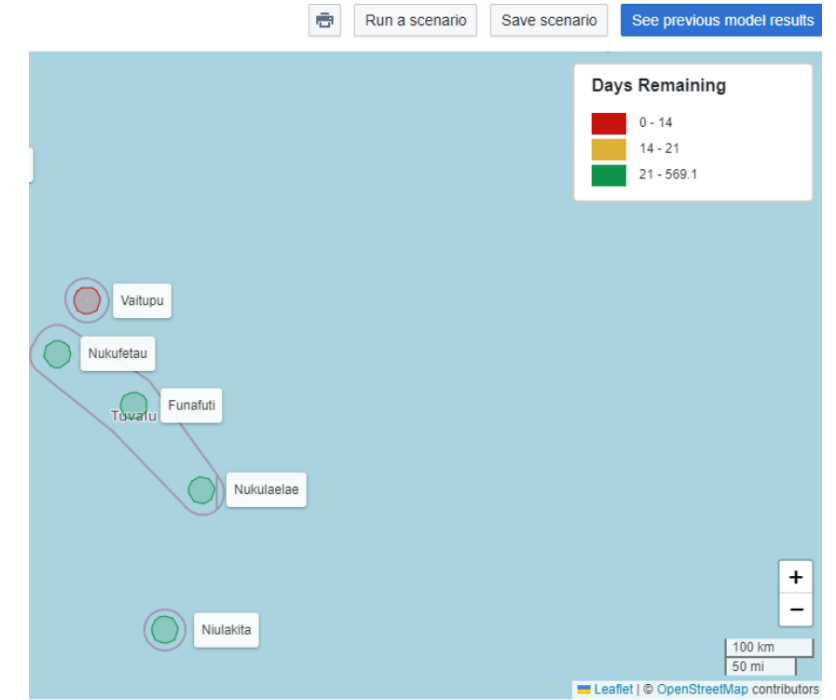 Run a scenario
Save scenario
See previous model results
Days Remaining
0 - 14
14 - 21
21 - 569.1
Vaitupu
Nukufetau
Funafuti
Tuvalu
Nukulaelae
Niulakita
+
−
100 km
50 mi
Leaflet | © OpenStreetMap contributors